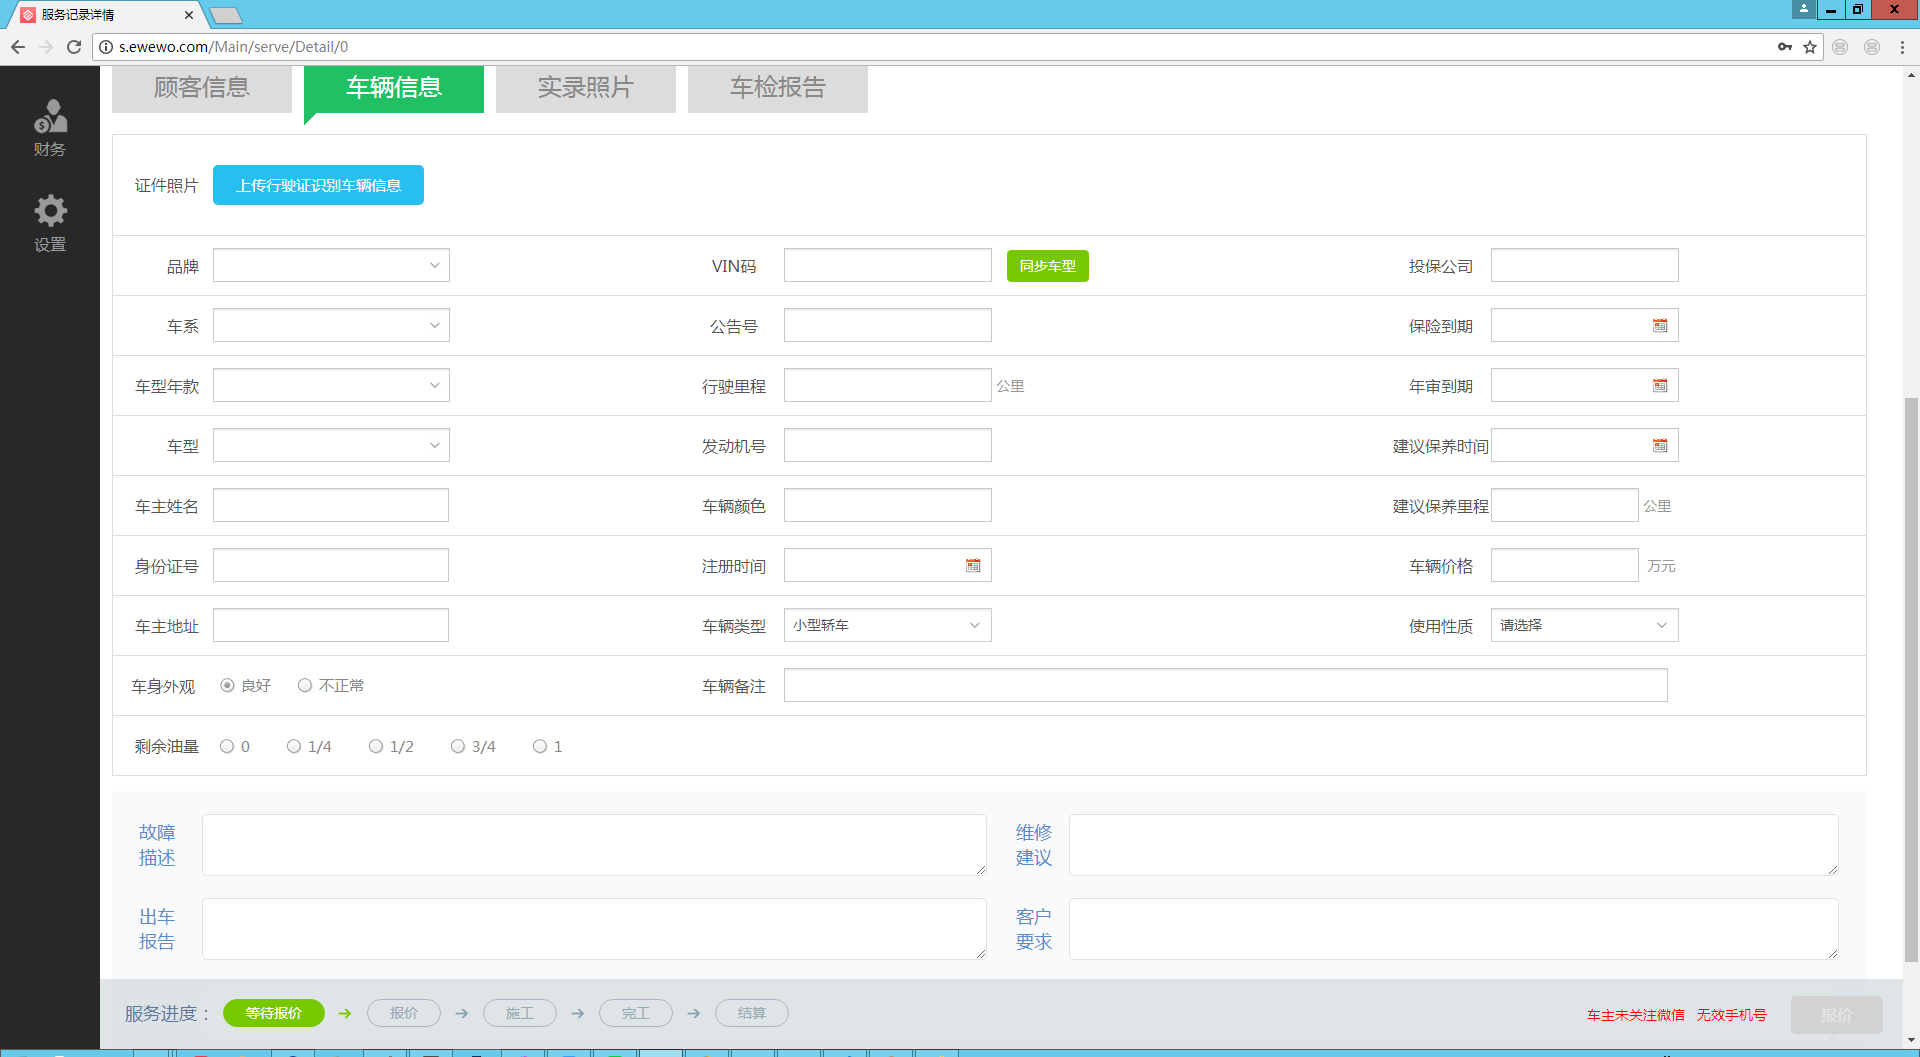 服务记录详情
s.ewewo.com/Main/serve/Detail/0
顾客信息 车辆信息 实录照片 车检报告
财务
设置
证件照片 上传行驶证识别车辆信息
品牌 VIN码 同步车型 投保公司
车系 公告号 保险到期
车型年款 行驶里程 公里 年审到期
车型 发动机号 建议保养时间
车主姓名 车辆颜色 建议保养里程 公里
身份证号 注册时间 车辆价格 万元
车主地址 车辆类型 小型轿车 使用性质 请选择
车身外观 良好 不正常 车辆备注
剩余油量 0 1/4 1/2 3/4 1
故障
描述
维修
建议
出车
报告
客户
要求
服务进度： 等待报价 → 报价 → 施工 → 完工 → 结算 车主未关注微信 无效手机号 报价